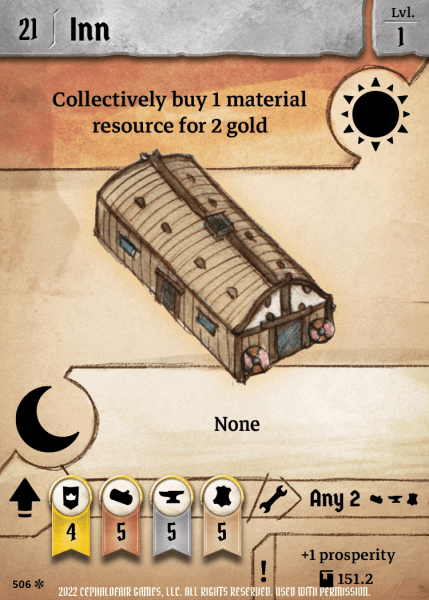 21 Inn
Lvl.
1
Collectively buy 1 material
resource for 2 gold
None
4 5 5 5
Any 2
+1 prosperity
! 151.2
506
2022 CEPHALOFAIR GAMES, LLC. ALL RIGHTS RESERVED. USED WITH PERMISSION.